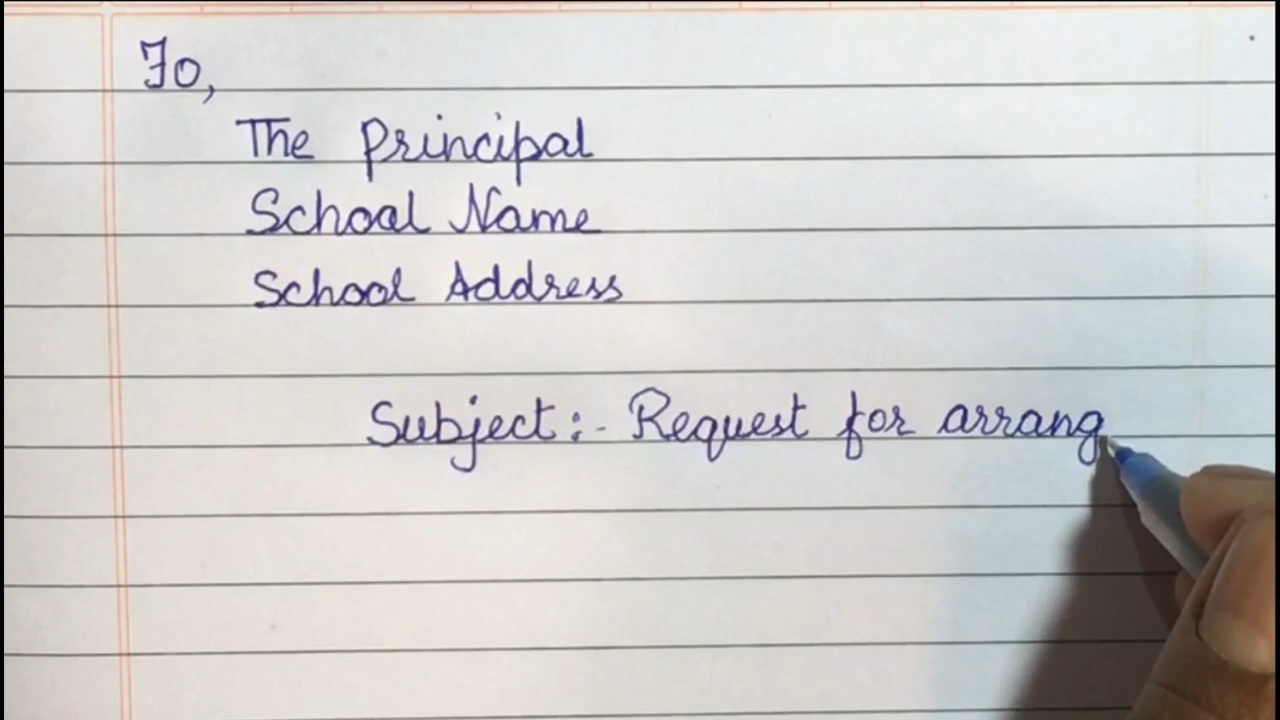 To,
The Principal
School Name
School Address
Subject:- Request for arrang